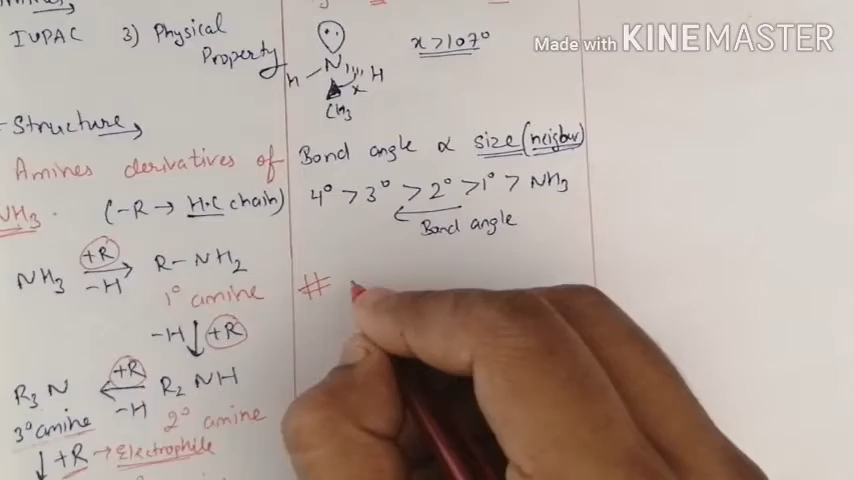 IUPAC 3) Physical
Property
-Structure
Amines derivatives of
NH3. (-R → H.C chain)
NH3 +R -H R-NH2
1° amine
-H +R
R3N +R -H R2NH
3° amine 2° amine
+R → Electrophile
N
H H
x
CH3
x>107°
Bond angle ∝ size (neigbur)
4° > 3° > 2° > 1° > NH3
Bond angle
#
Made with KINEMASTER